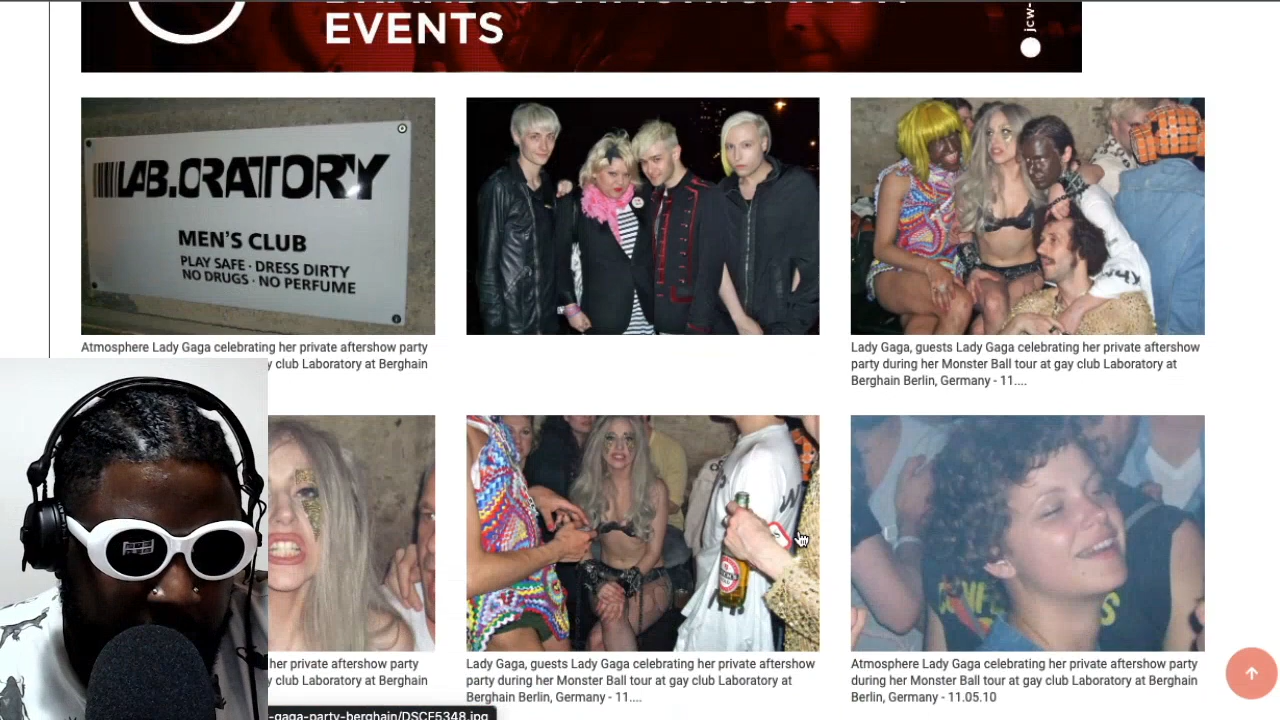 EVENTS
jcw-
LAB.ORATORY
MEN'S CLUB
PLAY SAFE · DRESS DIRTY
NO DRUGS · NO PERFUME
Atmosphere Lady Gaga celebrating her private aftershow party
y club Laboratory at Berghain
Lady Gaga, guests Lady Gaga celebrating her private aftershow
party during her Monster Ball tour at gay club Laboratory at
Berghain Berlin, Germany - 11....
her private aftershow party
y club Laboratory at Berghain
Lady Gaga, guests Lady Gaga celebrating her private aftershow
party during her Monster Ball tour at gay club Laboratory at
Berghain Berlin, Germany - 11....
Atmosphere Lady Gaga celebrating her private aftershow party
during her Monster Ball tour at gay club Laboratory at
Berghain Berlin, Germany - 11.05.10
-gaga-party-berghain/DSCF5348.jpg